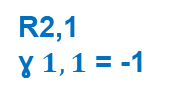 R2,1
ɣ 1, 1 = -1